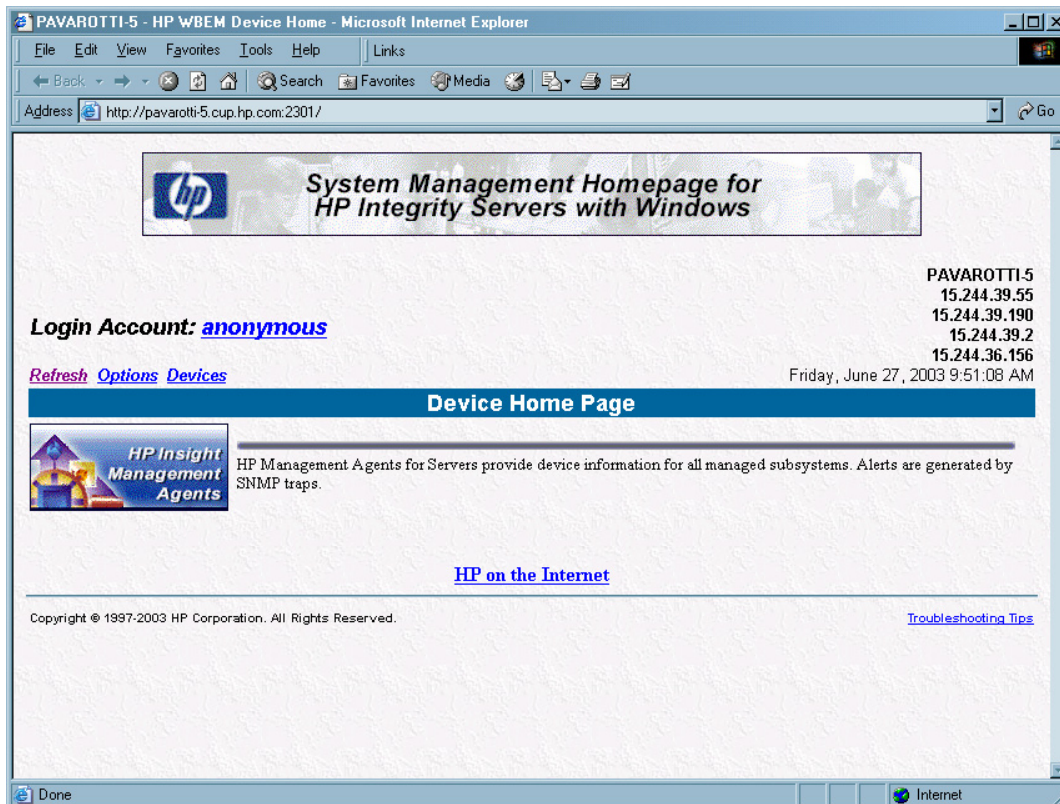 PAVAROTTI-5 - HP WBEM Device Home - Microsoft Internet Explorer
File Edit View Favorites Tools Help Links
Back Search Favorites Media
Address http://pavarotti-5.cup.hp.com:2301/ Go
hp
System Management Homepage for
HP Integrity Servers with Windows
PAVAROTTI-5
15.244.39.55
15.244.39.190
15.244.39.2
15.244.36.156
Login Account: anonymous
Refresh Options Devices
Friday, June 27, 2003 9:51:08 AM
Device Home Page
HP Insight
Management
Agents
HP Management Agents for Servers provide device information for all managed subsystems. Alerts are generated by
SNMP traps.
HP on the Internet
Copyright © 1997-2003 HP Corporation. All Rights Reserved.
Troubleshooting Tips
Done Internet